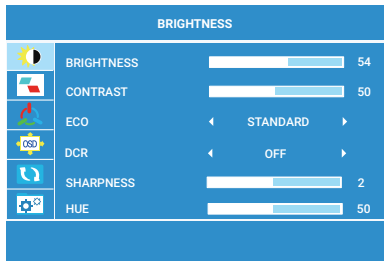 BRIGHTNESS
BRIGHTNESS 54
CONTRAST 50
ECO STANDARD
OSD DCR OFF
SHARPNESS 2
HUE 50